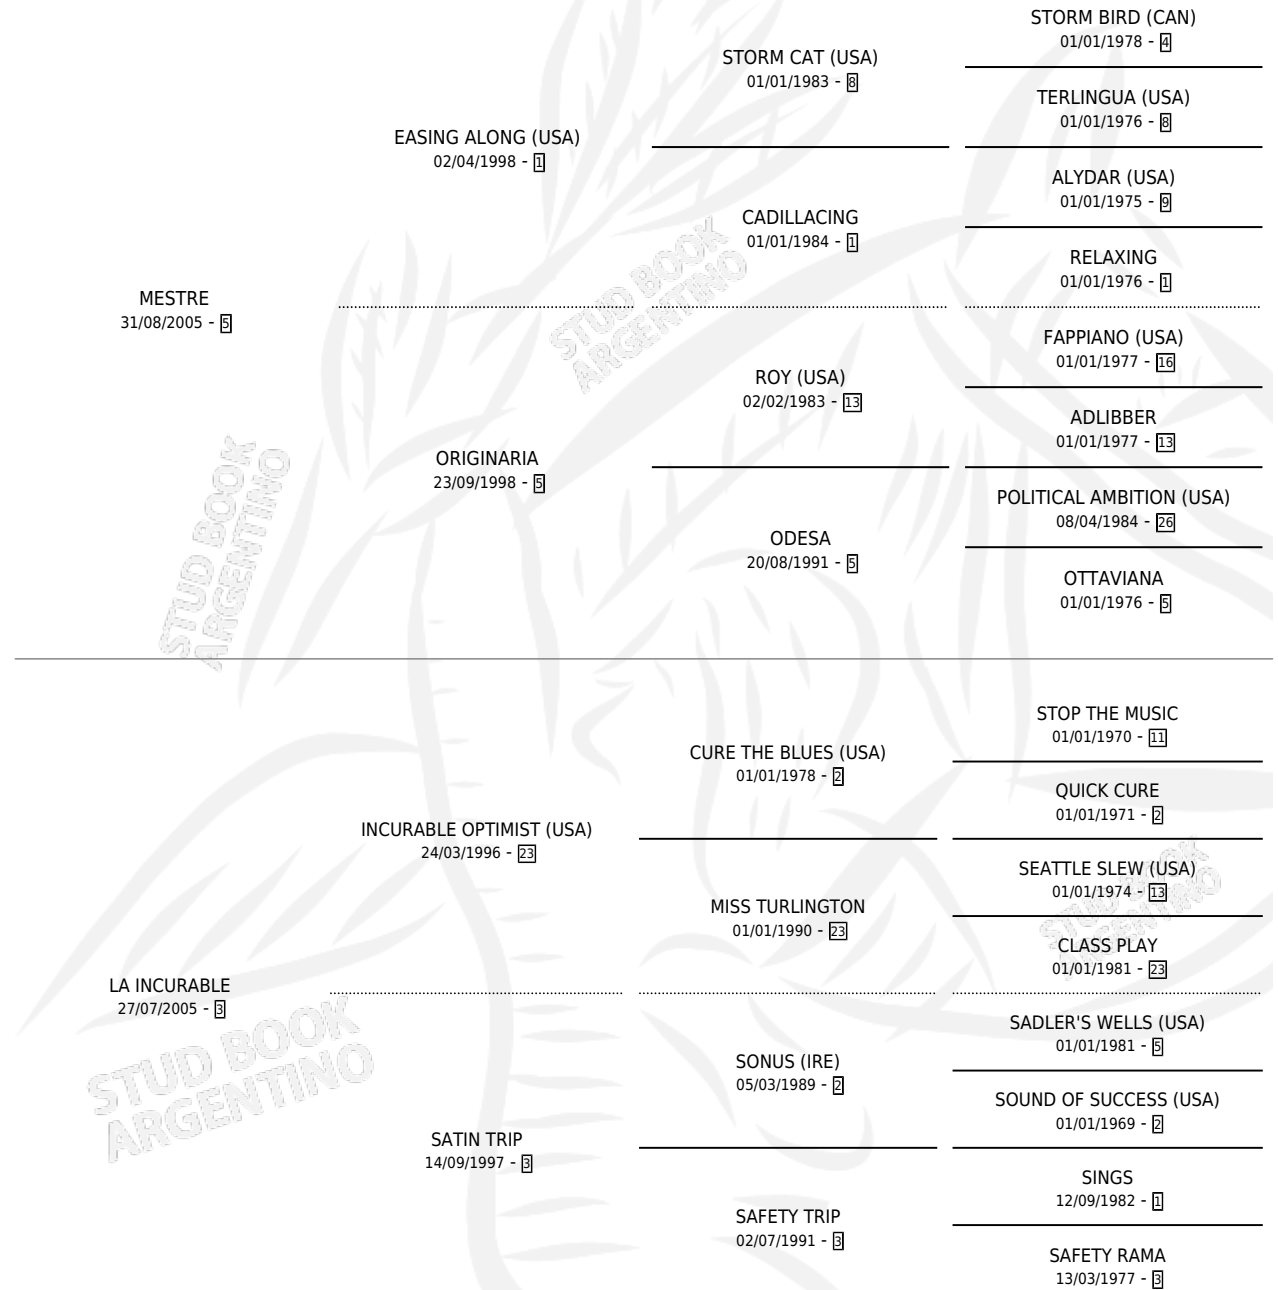 STORM BIRD (CAN)
01/01/1978 - 4
STORM CAT (USA)
01/01/1983 - 8
TERLINGUA (USA)
01/01/1976 - 8
EASING ALONG (USA)
02/04/1998 - 1
ALYDAR (USA)
01/01/1975 - 9
CADILLACING
01/01/1984 - 1
RELAXING
01/01/1976 - 1
MESTRE
31/08/2005 - 5
FAPPIANO (USA)
01/01/1977 - 16
ROY (USA)
02/02/1983 - 13
ADLIBBER
01/01/1977 - 13
ORIGINARIA
23/09/1998 - 5
POLITICAL AMBITION (USA)
08/04/1984 - 26
ODESA
20/08/1991 - 5
OTTAVIANA
01/01/1976 - 5
STOP THE MUSIC
01/01/1970 - 11
CURE THE BLUES (USA)
01/01/1978 - 2
QUICK CURE
01/01/1971 - 2
INCURABLE OPTIMIST (USA)
24/03/1996 - 23
SEATTLE SLEW (USA)
01/01/1974 - 13
MISS TURLINGTON
01/01/1990 - 23
CLASS PLAY
01/01/1981 - 23
LA INCURABLE
27/07/2005 - 3
SADLER'S WELLS (USA)
01/01/1981 - 5
SONUS (IRE)
05/03/1989 - 2
SOUND OF SUCCESS (USA)
01/01/1969 - 2
SATIN TRIP
14/09/1997 - 3
SINGS
12/09/1982 - 1
SAFETY TRIP
02/07/1991 - 3
SAFETY RAMA
13/03/1977 - 3
STUD BOOK
ARGENTINO
STUD BOOK
ARGENTINO
STUD BOOK
ARGENTINO
STUD BOOK
ARGENTINO